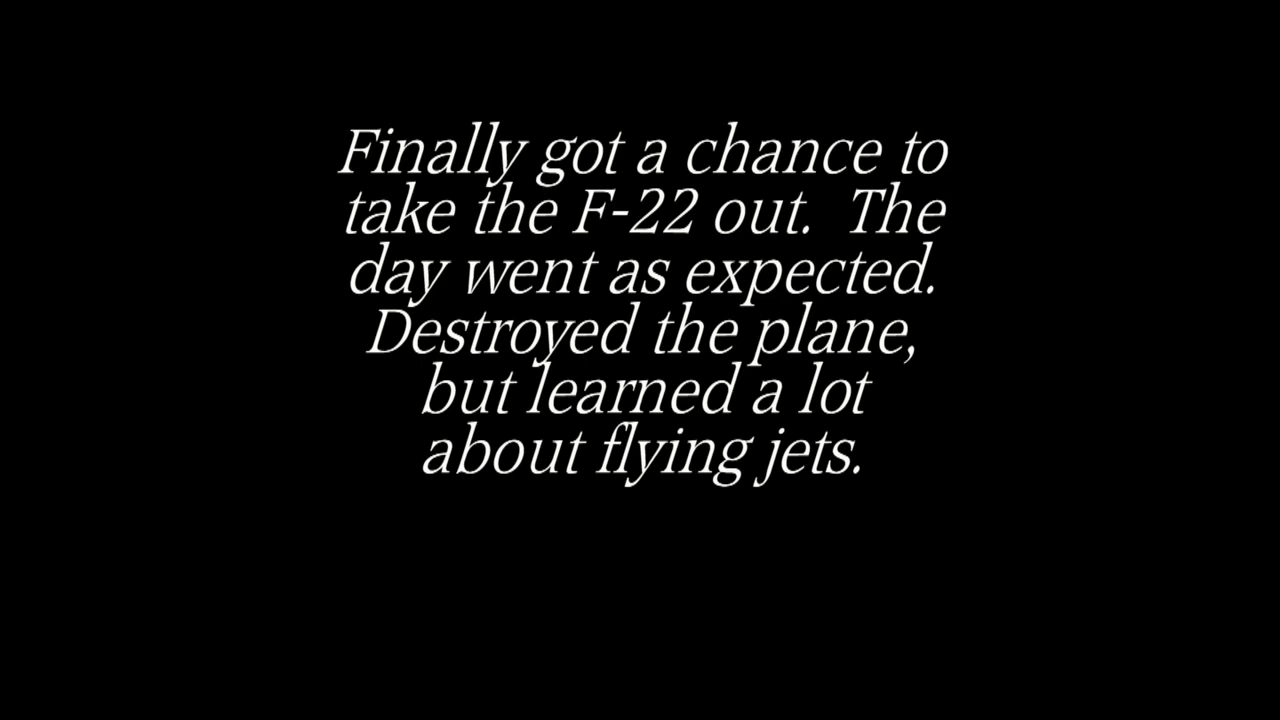 Finally got a chance to
take the F-22 out.  The
day went as expected.
Destroyed the plane,
but learned a lot
about flying jets.